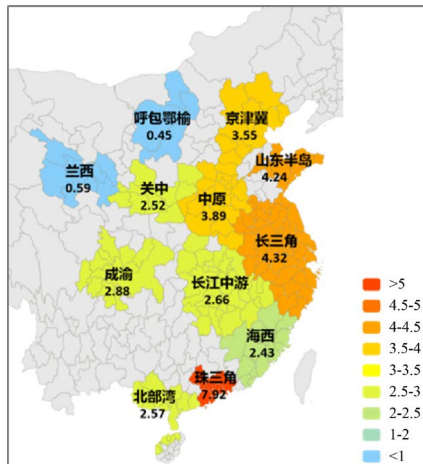 呼包鄂榆
0.45
京津冀
3.55
山东半岛
4.24
兰西
0.59
关中
2.52
中原
3.89
长三角
4.32
成渝
2.88
长江中游
2.66
海西
2.43
珠三角
7.92
北部湾
2.57
>5
4.5-5
4-4.5
3.5-4
3-3.5
2.5-3
2-2.5
1-2
<1